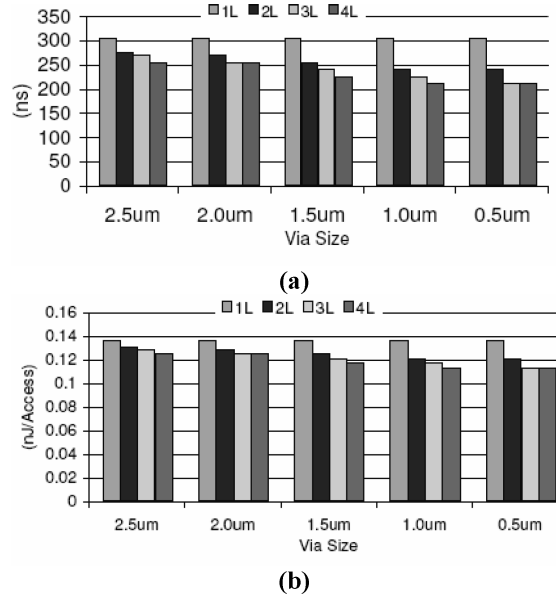 1L 2L 3L 4L
350
300
250
200
150
100
50
0
(ns)
2.5um 2.0um 1.5um 1.0um 0.5um
Via Size
(a)
1L 2L 3L 4L
0.16
0.14
0.12
0.1
0.08
0.06
0.04
0.02
0
(nJ/Access)
2.5um 2.0um 1.5um 1.0um 0.5um
Via Size
(b)